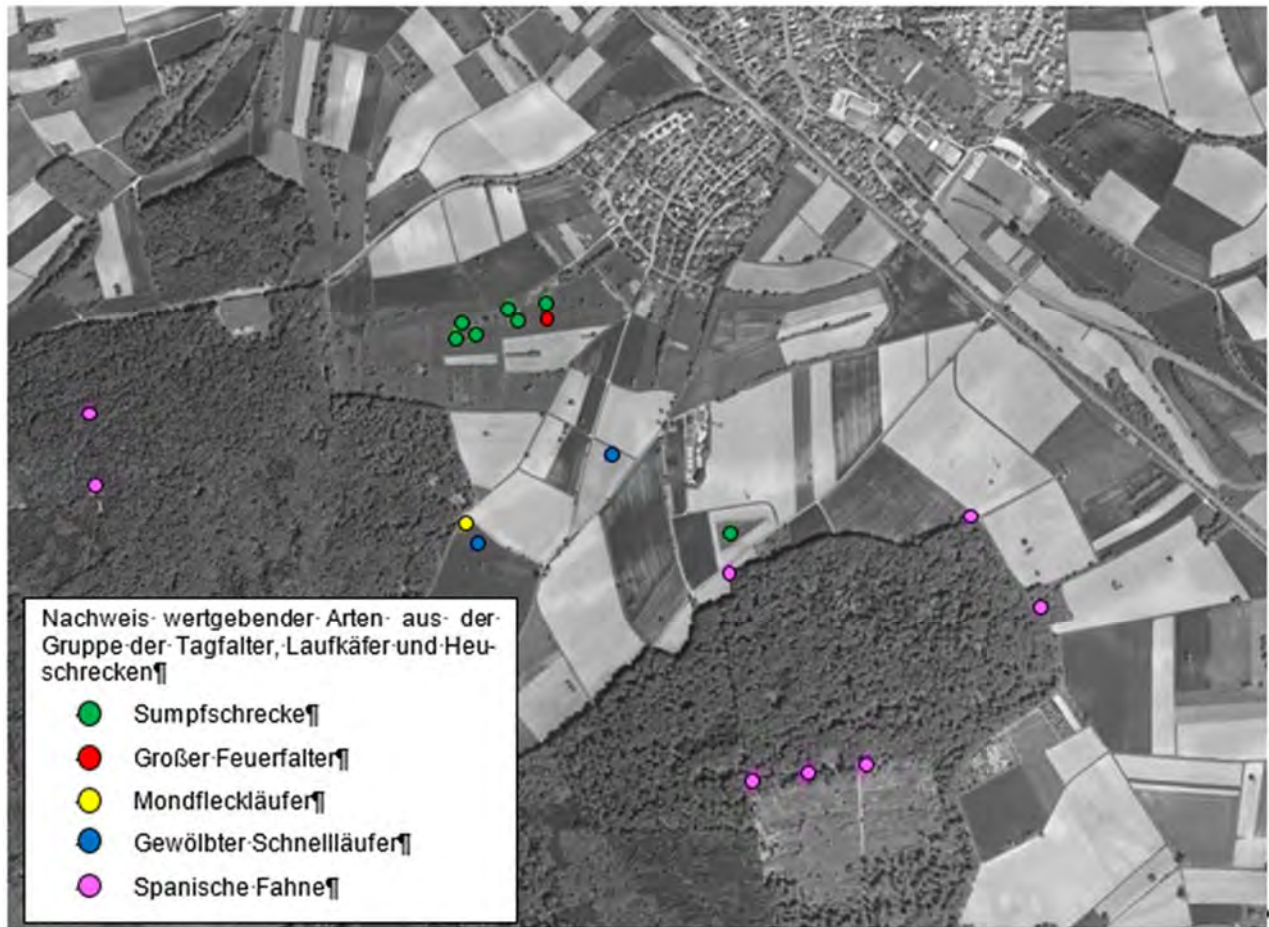 Nachweis· wertgebender· Arten· aus· der·
Gruppe·der·Tagfalter,·Laufkäfer·und·Heu-
schrecken¶
Sumpfschrecke¶
Großer·Feuerfalter¶
Mondfleckläufer¶
Gewölbter·Schnellläufer¶
Spanische·Fahne¶